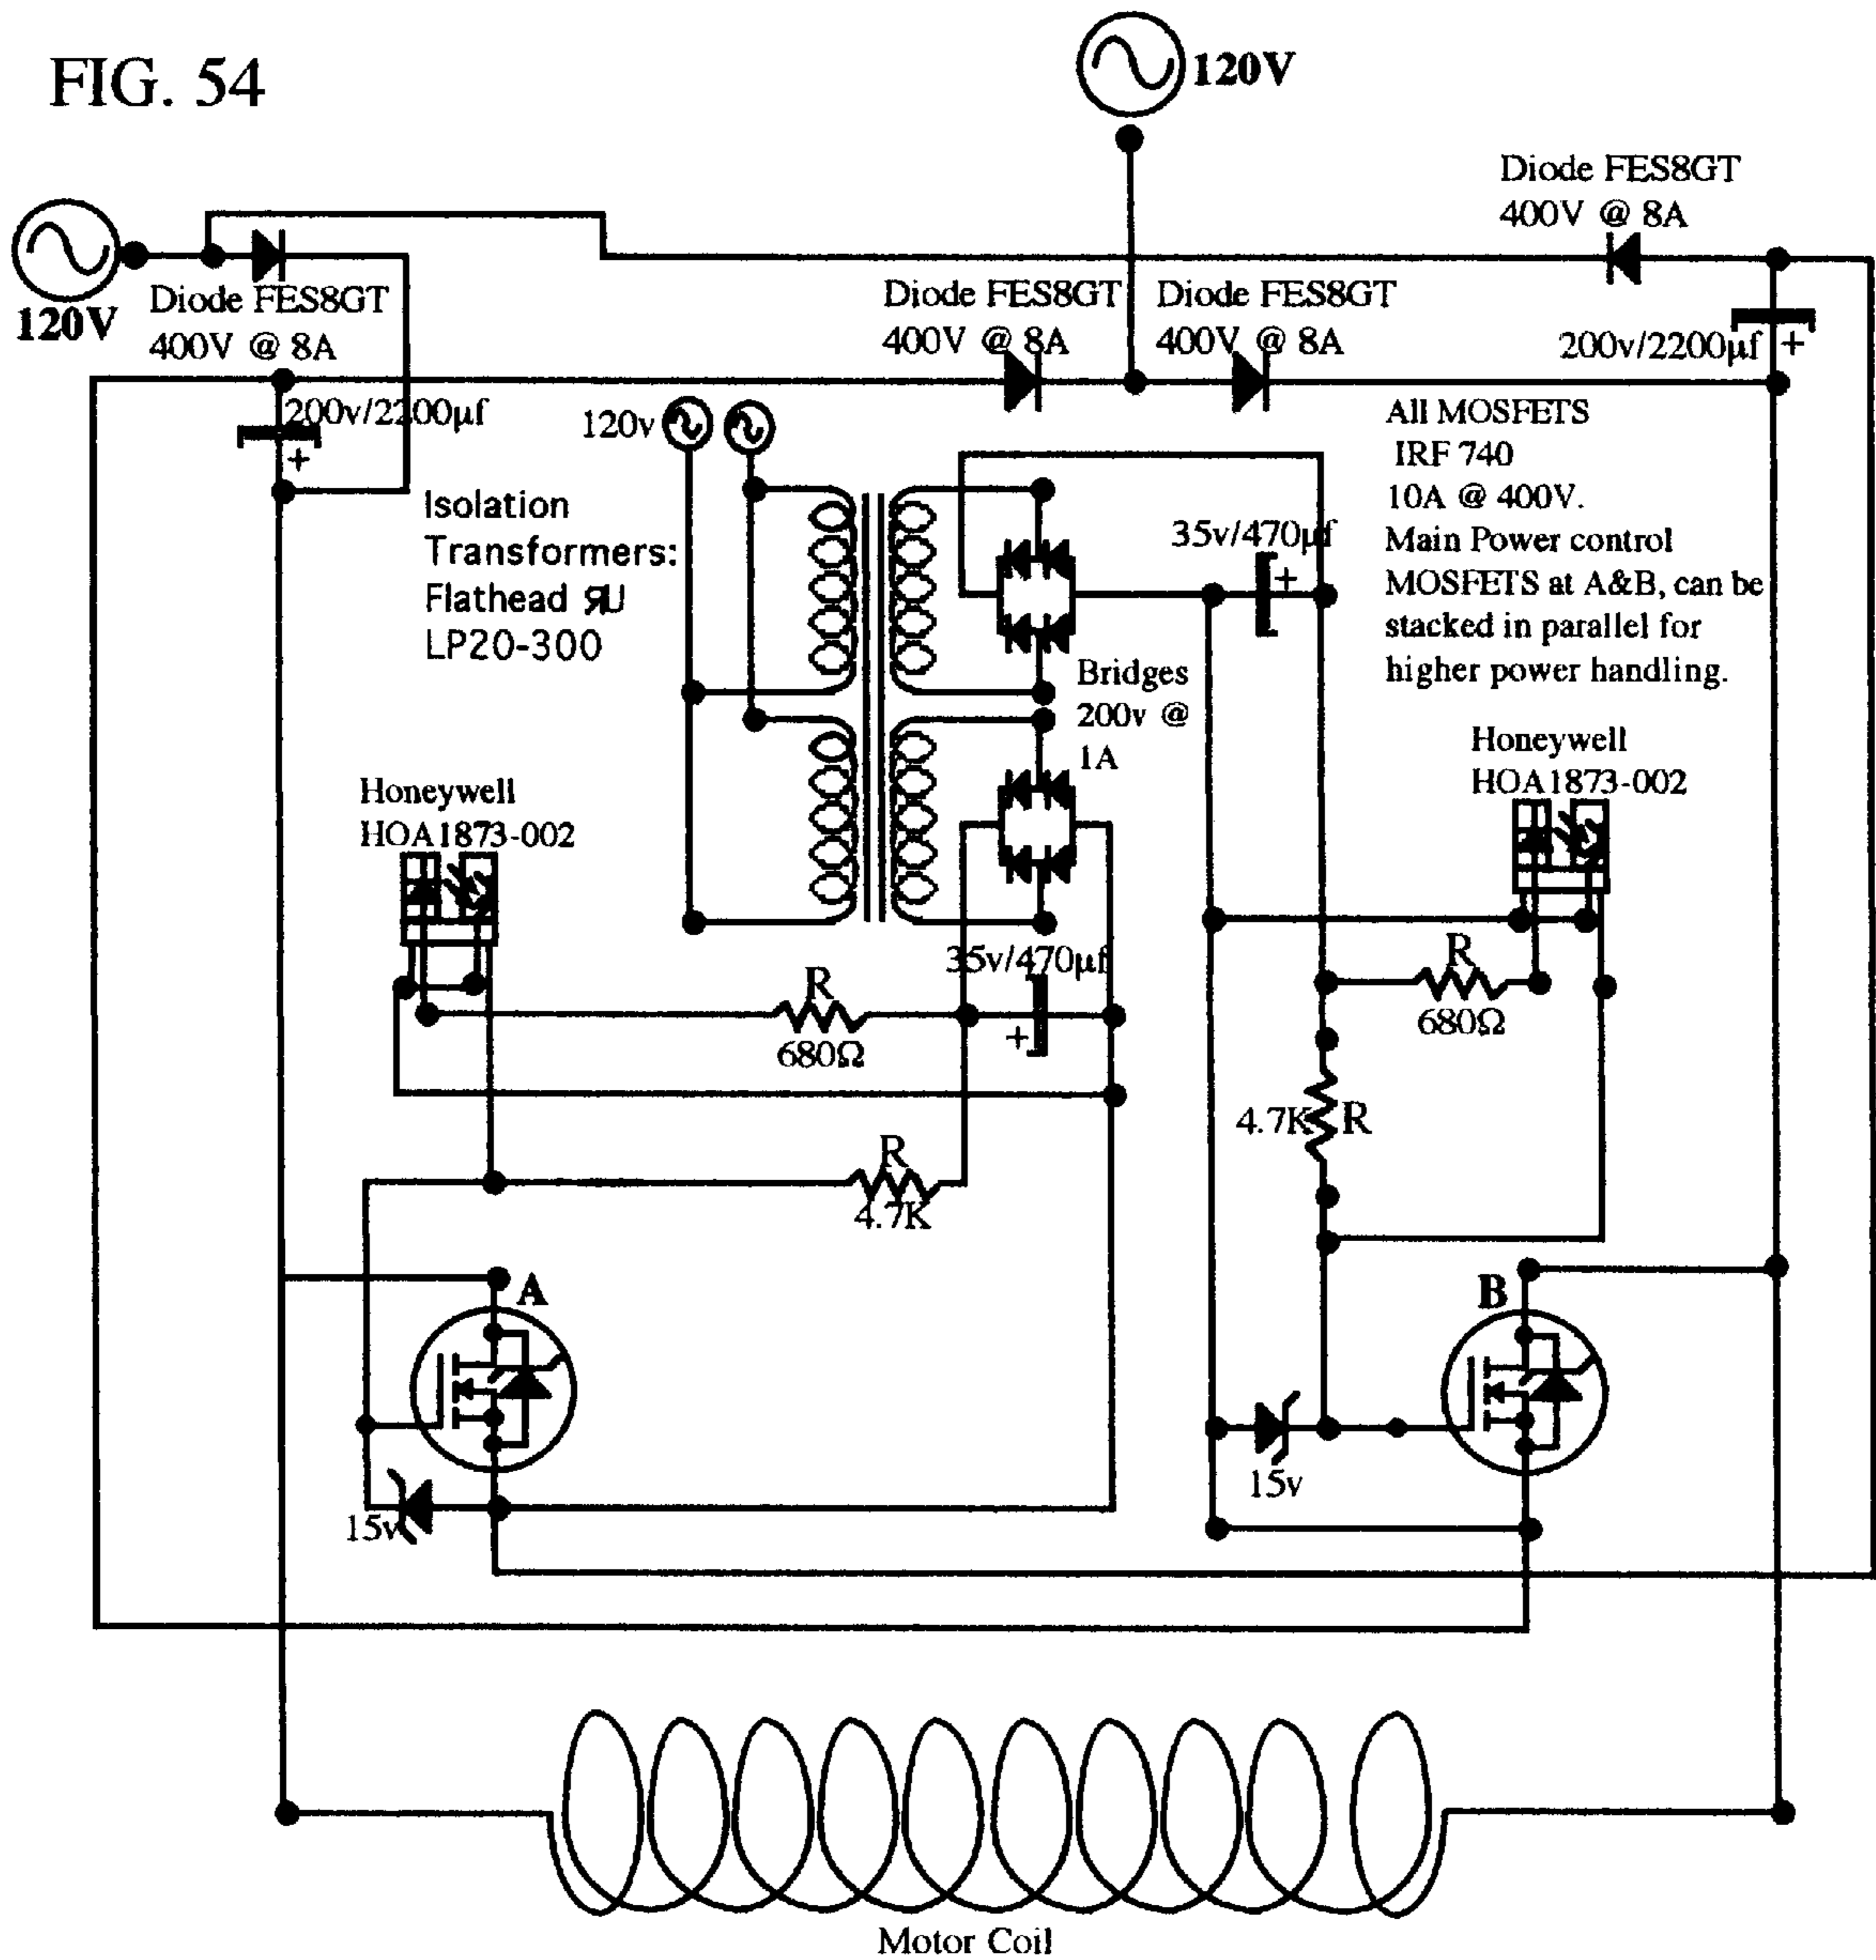 FIG. 54
120V
120V
Diode FES8GT
400V @ 8A
Diode FES8GT
400V @ 8A
Diode FES8GT
400V @ 8A
Diode FES8GT
400V @ 8A
200v/2200µf
+
200v/2200µf
+
120v
All MOSFETS
IRF 740
10A @ 400V.
Main Power control
MOSFETS at A&B, can be
stacked in parallel for
higher power handling.
Isolation
Transformers:
Flathead
LP20-300
35v/470µf
+
Bridges
200v @
1A
Honeywell
HOA1873-002
Honeywell
HOA1873-002
35v/470µf
+
R
680Ω
R
680Ω
4.7K R
R
4.7K
A
B
15v
15v
Motor Coil